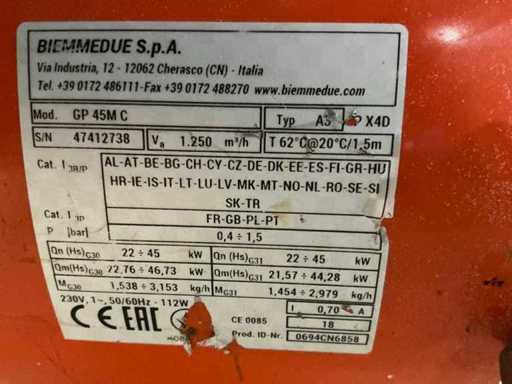 BIEMMEDUE S.p.A.
Via Industria, 12 - 12062 Cherasco (CN) - Italia
Tel. +39 0172 486111-Fax +39 0172 488270 www.biemmedue.com
Mod. GP 45M C Typ A3 P X4D
S/N 47412738 Va 1.250 m³/h T 62°C@20°C/1,5m
Cat. I 3B/P AL-AT-BE-BG-CH-CY-CZ-DE-DK-EE-ES-FI-GR-HU
HR-IE-IS-IT-LT-LU-LV-MK-MT-NO-NL-RO-SE-SI
SK-TR
Cat. I 3P FR-GB-PL-PT
P [bar] 0,4 ÷ 1,5
Qn (Hs)G30 22 ÷ 45 kW Qn (Hs)G31 22 ÷ 45 kW
Qm(Hs)G30 22,76 ÷ 46,73 kW Qm(Hs)G31 21,57 ÷ 44,28 kW
MG30 1,538 ÷ 3,153 kg/h MG31 1,454 ÷ 2,979 kg/h
230V, 1~, 50/60Hz - 112W I 0,70 A
CE EAC CE 0085 18
Prod. ID-Nr. 0694CN6858